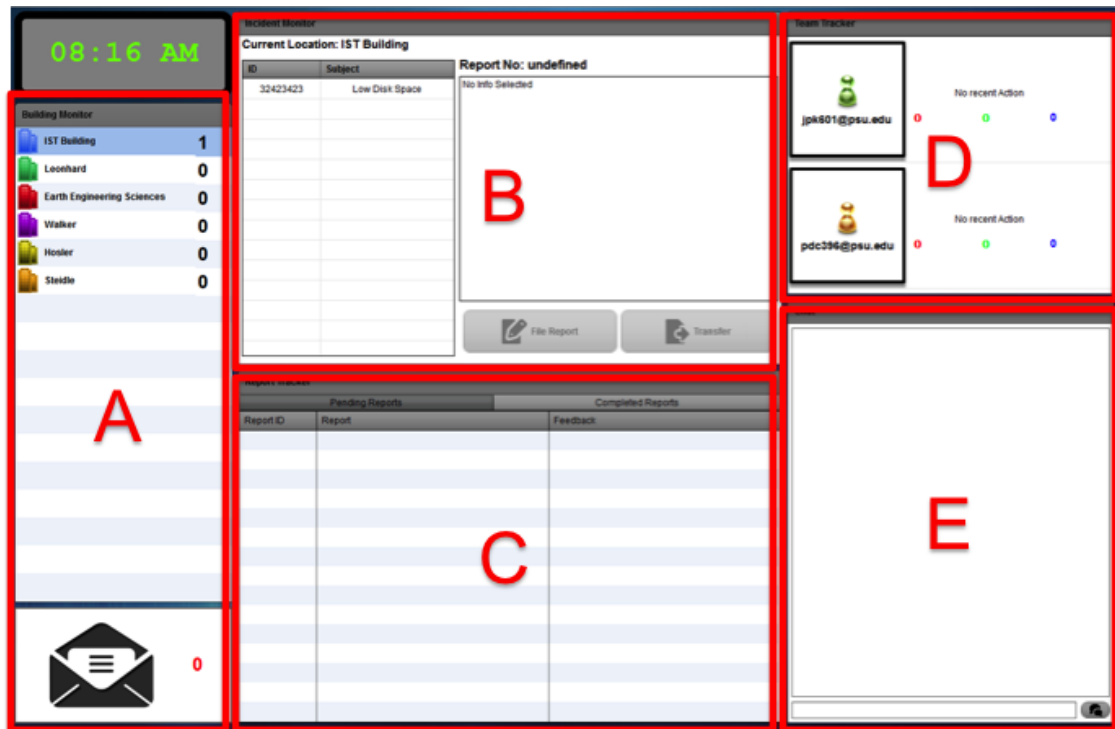 08:16 AM
Building Monitor
IST Building 1
Leonhard 0
Earth Engineering Sciences 0
Walker 0
Hosler 0
Steidle 0
A
0
Incident Monitor
Current Location: IST Building
ID Subject
32423423 Low Disk Space
Report No: undefined
No Info Selected
B
File Report Transfer
Report Tracker
Pending Reports Completed Reports
Report ID Report Feedback
C
Team Tracker
jpk601@psu.edu
No recent Action
0 0 0
D
pdc396@psu.edu
No recent Action
0 0 0
E